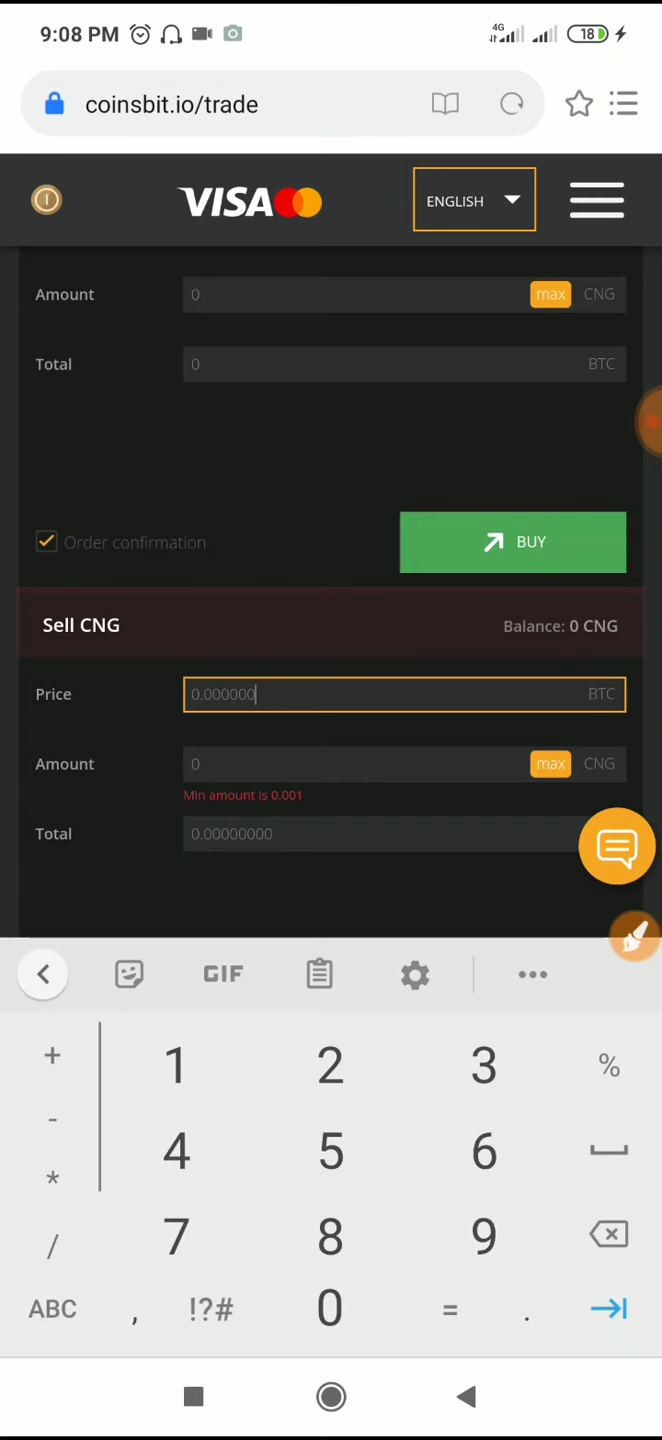 9:08 PM 4G 18
coinsbit.io/trade
VISA ENGLISH
Amount 0 max CNG
Total 0 BTC
Order confirmation BUY
Sell CNG Balance: 0 CNG
Price 0.000000 BTC
Amount 0 max CNG
Min amount is 0.001
Total 0.00000000
GIF
+ 1 2 3 %
- 4 5 6
*
/ 7 8 9
ABC , !?# 0 = .